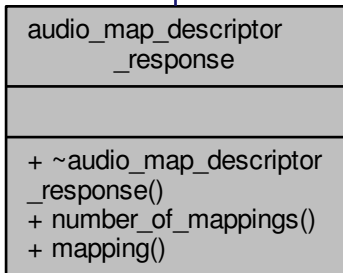 audio_map_descriptor
_response
+ ~audio_map_descriptor
_response()
+ number_of_mappings()
+ mapping()